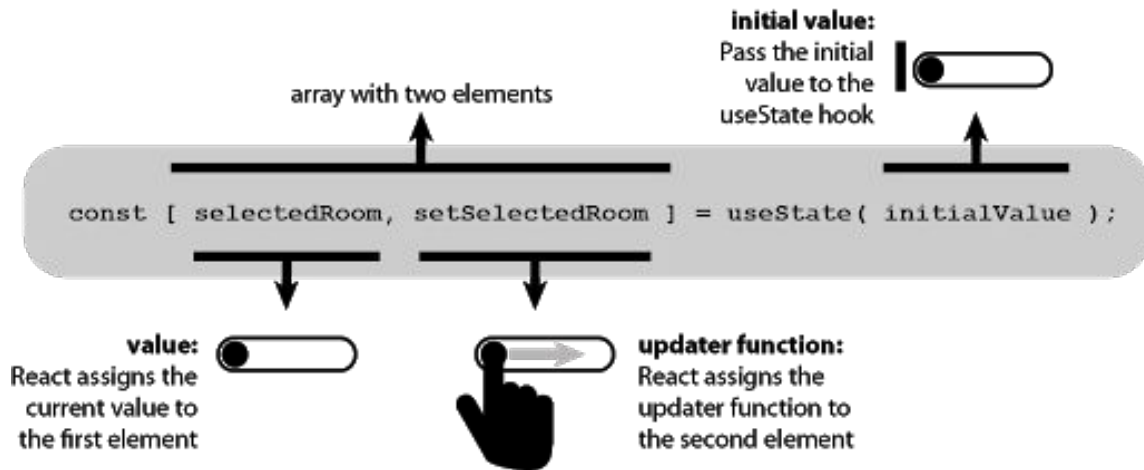 initial value:
Pass the initial
value to the
useState hook
array with two elements
const [ selectedRoom, setSelectedRoom ] = useState( initialValue );
value:
React assigns the
current value to
the first element
updater function:
React assigns the
updater function to
the second element